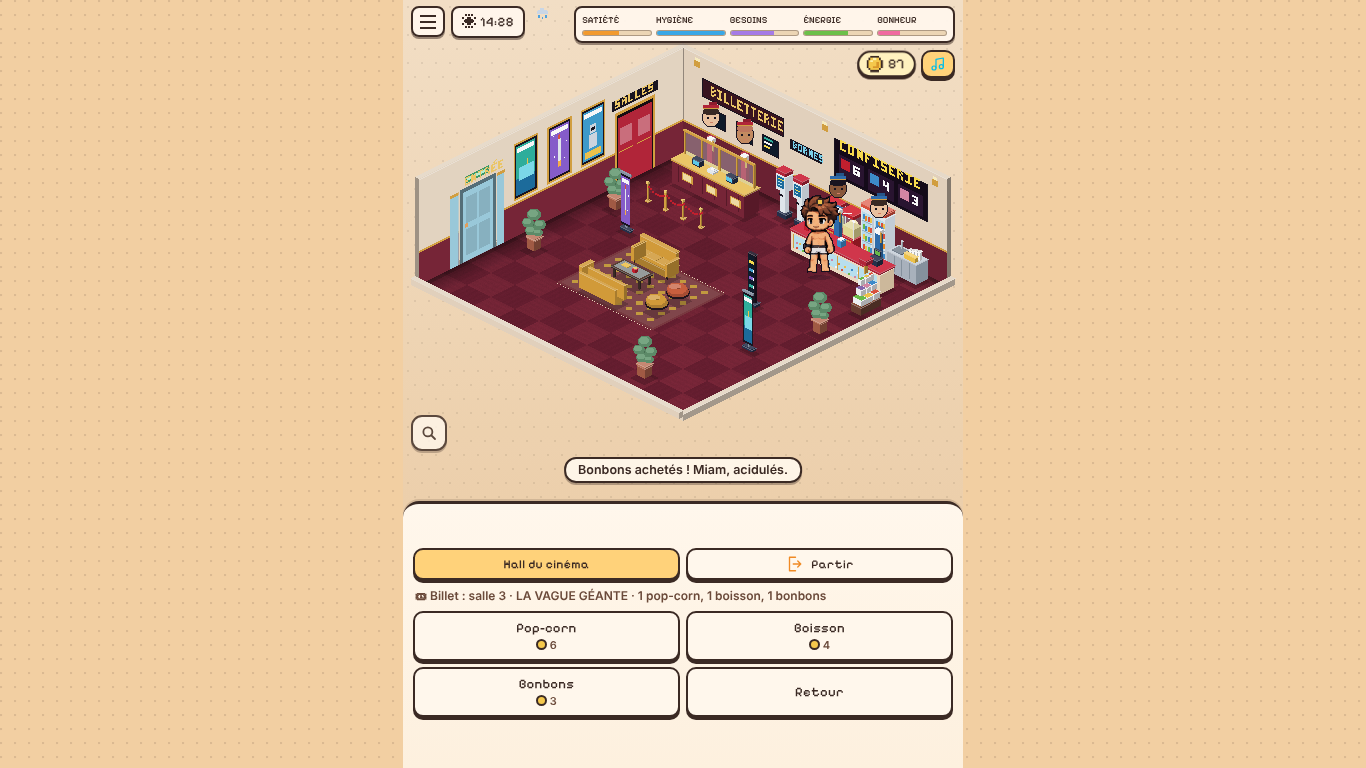 14:28
SATIÉTÉ
HYGIÈNE
BESOINS
ÉNERGIE
BONHEUR
87
SALLES
BILLETTERIE
BORNES
CONFISERIE
6
4
3
Bonbons achetés ! Miam, acidulés.
Hall du cinéma
Partir
Billet : salle 3 · LA VAGUE GÉANTE · 1 pop-corn, 1 boisson, 1 bonbons
Pop-corn
6
Boisson
4
Bonbons
3
Retour